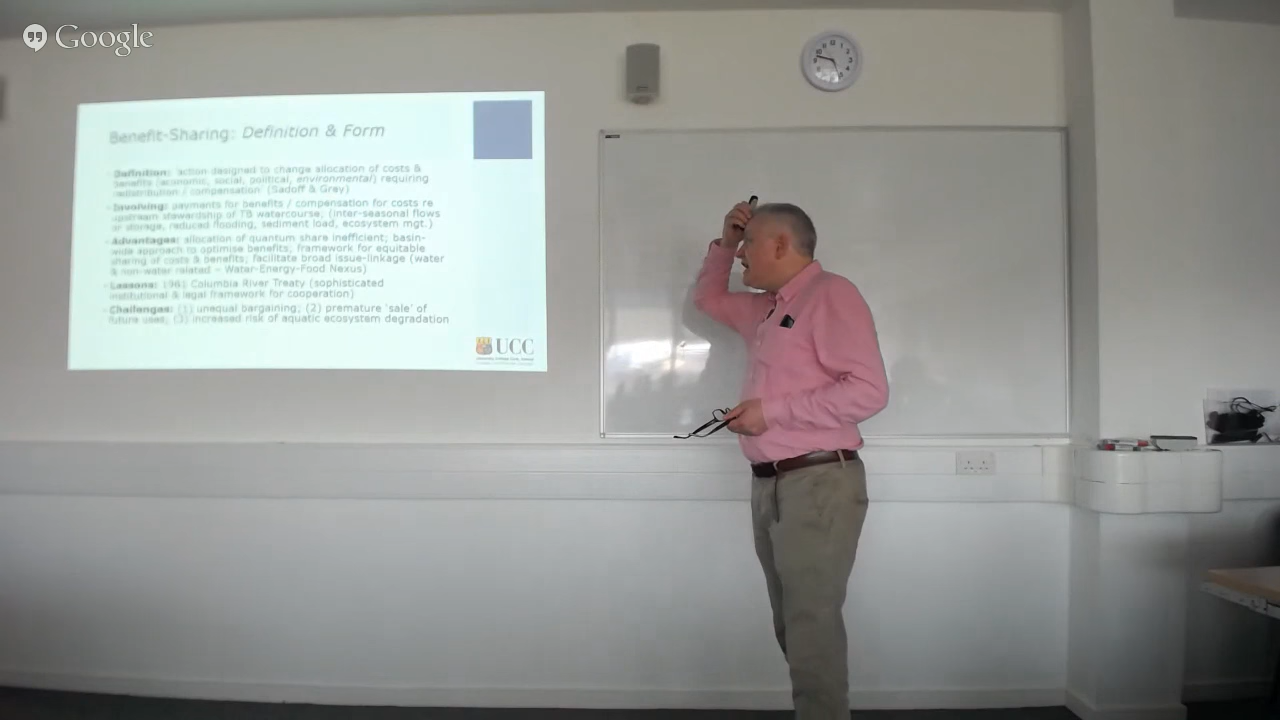 Google
Benefit-Sharing: Definition & Form
Definition: 'action designed to change allocation of costs &
benefits (economic, social, political, environmental) requiring
redistribution / compensation' (Sadoff & Grey)
Involving: payments for benefits / compensation for costs re
upstream stewardship of TB watercourse; (inter-seasonal flows
or storage, reduced flooding, sediment load, ecosystem mgt.)
Advantages: allocation of quantum share inefficient; basin-
wide approach to optimise benefits; framework for equitable
sharing of costs & benefits; facilitate broad issue-linkage (water
& non-water related – Water-Energy-Food Nexus)
Lessons: 1961 Columbia River Treaty (sophisticated
institutional & legal framework for cooperation)
Challenges: (1) unequal bargaining; (2) premature 'sale' of
future uses; (3) increased risk of aquatic ecosystem degradation
UCC